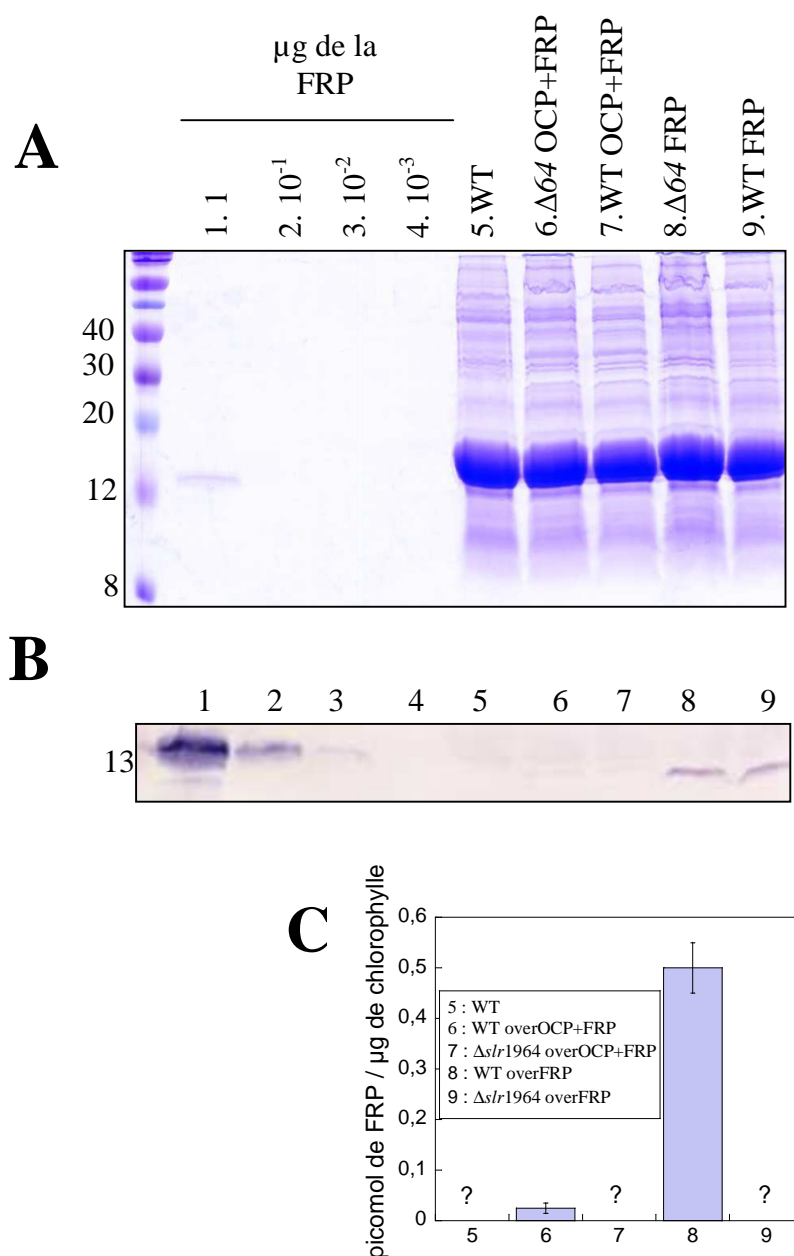 µg de la
FRP
A
1. 1
2. 10⁻¹
3. 10⁻²
4. 10⁻³
5.WT
6.Δ64 OCP+FRP
7.WT OCP+FRP
8.Δ64 FRP
9.WT FRP
40
30
20
12
8
B
1 2 3 4 5 6 7 8 9
13
C
picomol de FRP / µg de chlorophylle
0,6
0,5
0,4
0,3
0,2
0,1
0
5 : WT
6 : WT overOCP+FRP
7 : Δslr1964 overOCP+FRP
8 : WT overFRP
9 : Δslr1964 overFRP
? ? ?
5 6 7 8 9